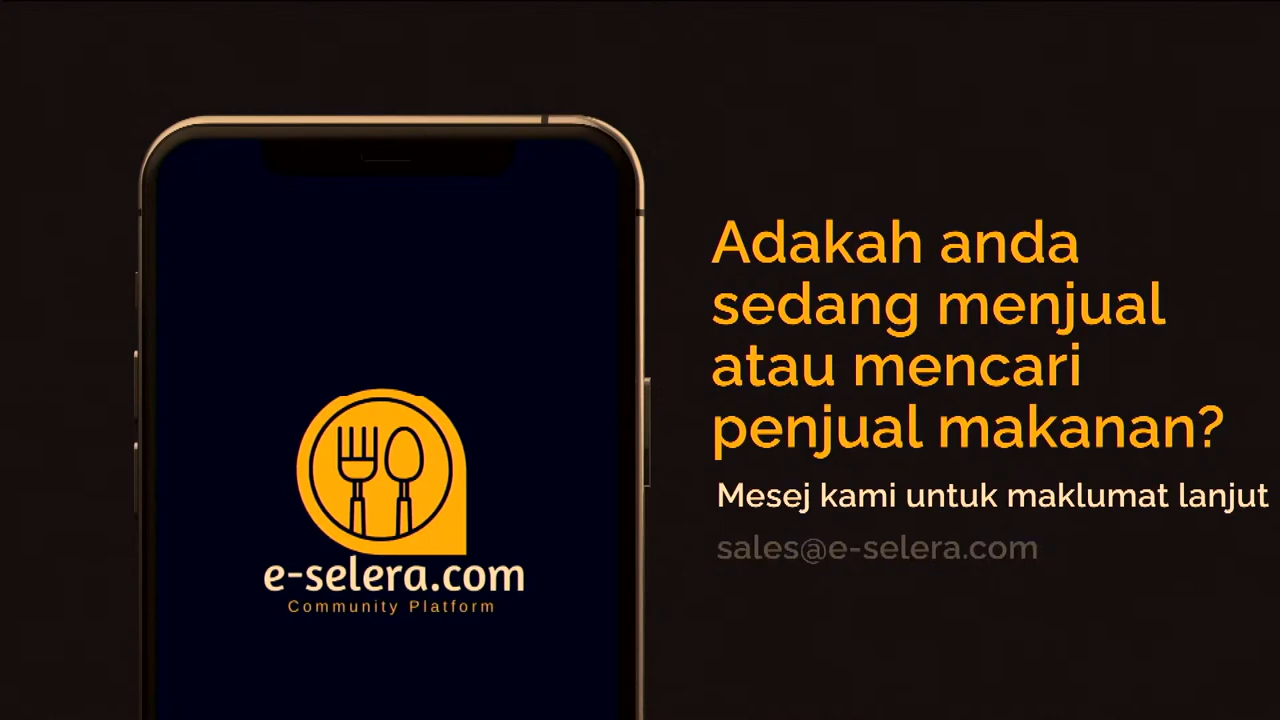 Adakah anda
sedang menjual
atau mencari
penjual makanan?
Mesej kami untuk maklumat lanjut
sales@e-selera.com
e-selera.com
Community Platform